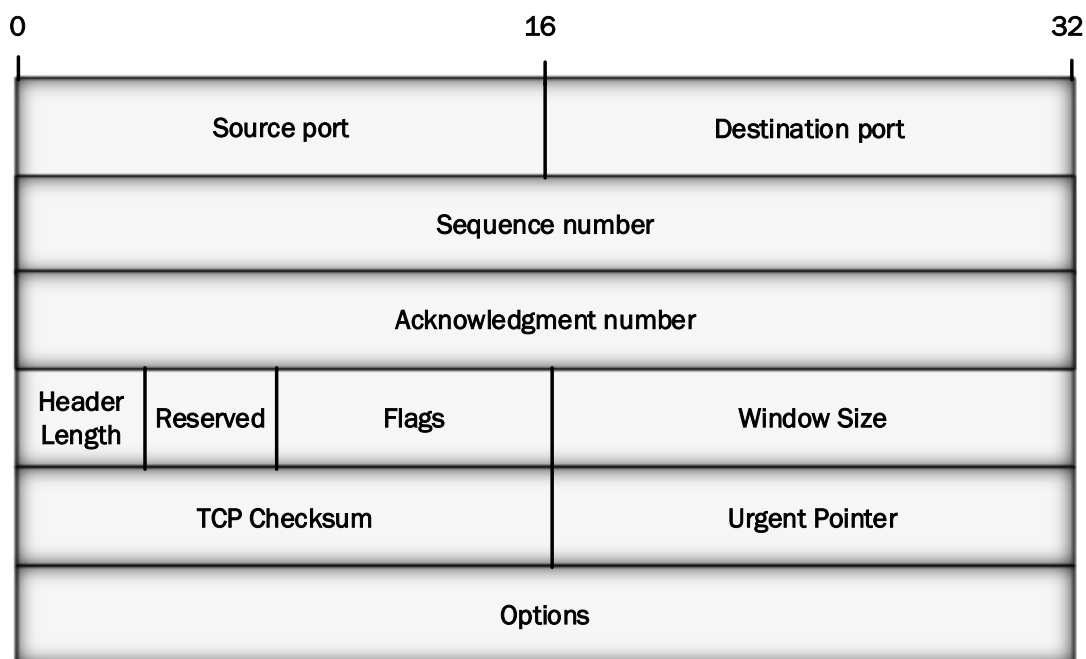 0 16 32
Source port Destination port
Sequence number
Acknowledgment number
Header
Length Reserved Flags Window Size
TCP Checksum Urgent Pointer
Options